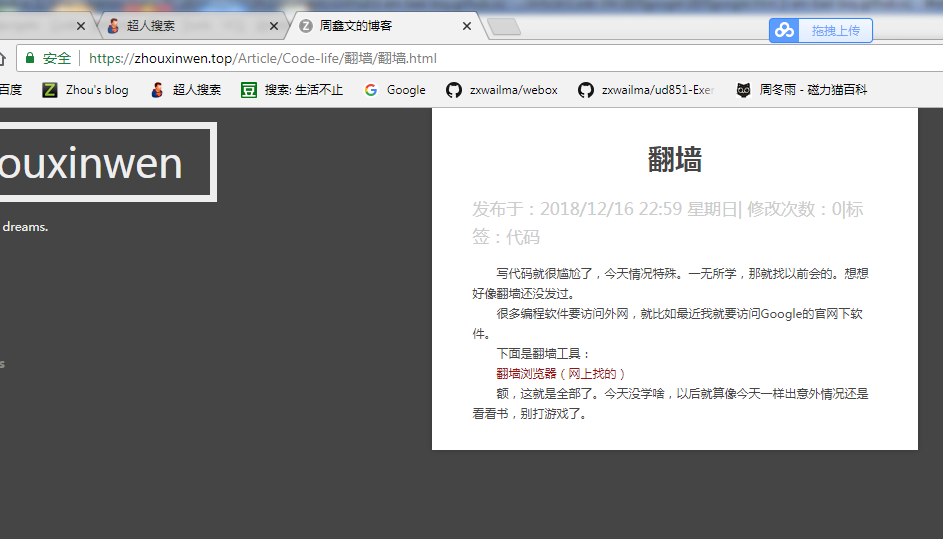 超人搜索
周鑫文的博客
拖拽上传
安全
https://zhouxinwen.top/Article/Code-life/翻墙/翻墙.html
百度
Zhou's blog
超人搜索
搜索: 生活不止
Google
zxwailma/webox
zxwailma/ud851-Exer
周冬雨 - 磁力猫百科
ouxinwen
dreams.
s
翻墙
发布于：2018/12/16 22:59 星期日| 修改次数：0|标
签：代码
写代码就很尴尬了，今天情况特殊。一无所学，那就找以前会的。想想
好像翻墙还没发过。
很多编程软件要访问外网，就比如最近我就要访问Google的官网下软
件。
下面是翻墙工具：
翻墙浏览器（网上找的）
额，这就是全部了。今天没学啥，以后就算像今天一样出意外情况还是
看看书，别打游戏了。